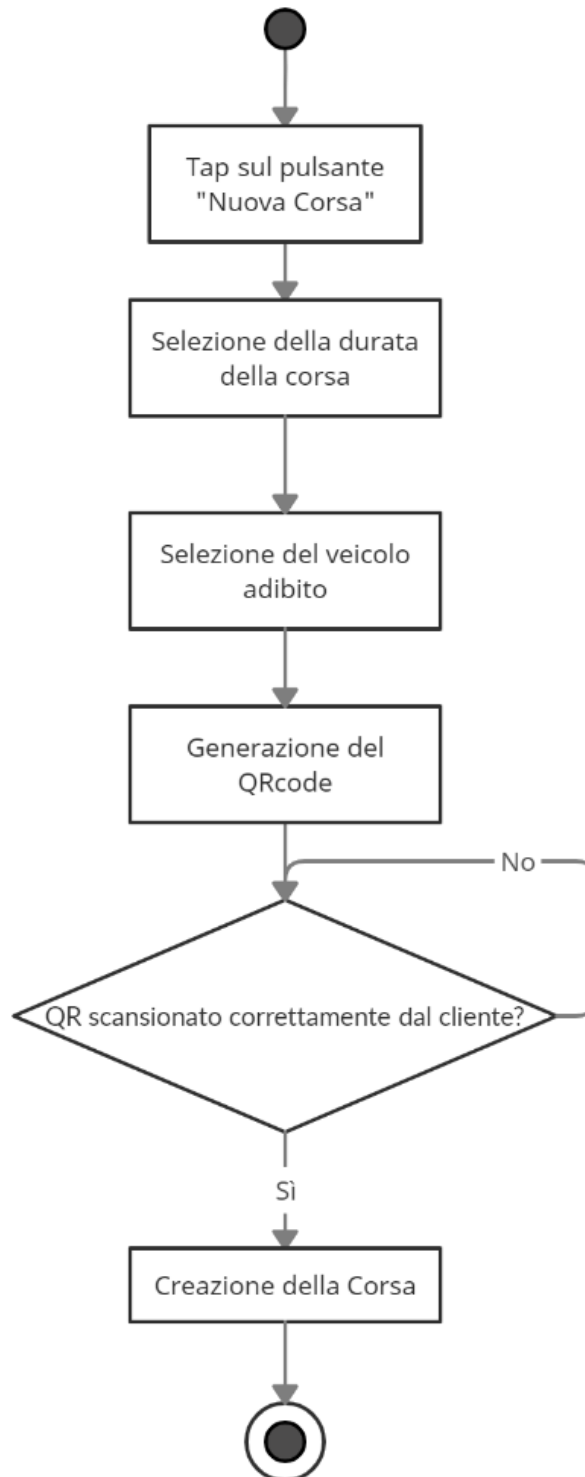 Tap sul pulsante
"Nuova Corsa"
Selezione della durata
della corsa
Selezione del veicolo
adibito
Generazione del
QRcode
No
QR scansionato correttamente dal cliente?
Sì
Creazione della Corsa